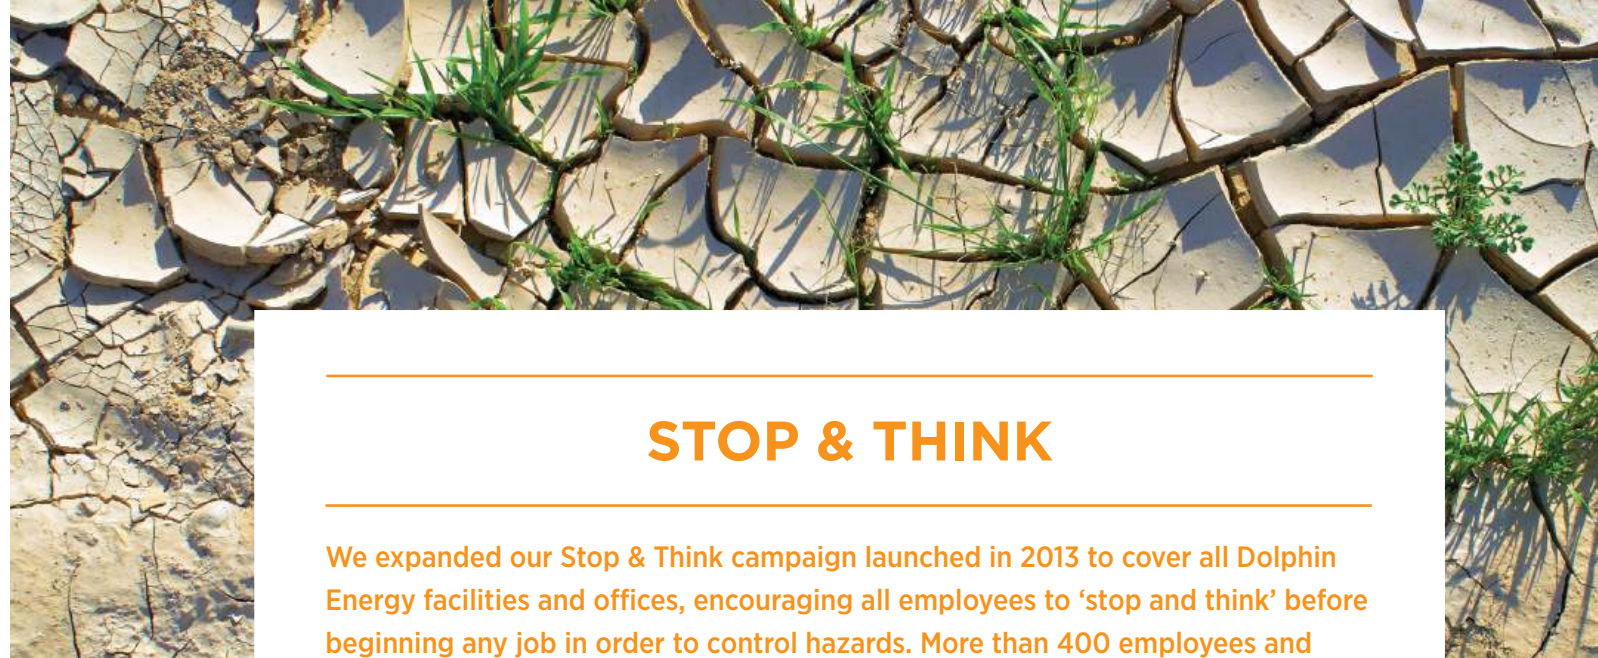 STOP & THINK
We expanded our Stop & Think campaign launched in 2013 to cover all Dolphin
Energy facilities and offices, encouraging all employees to ‘stop and think’ before
beginning any job in order to control hazards. More than 400 employees and